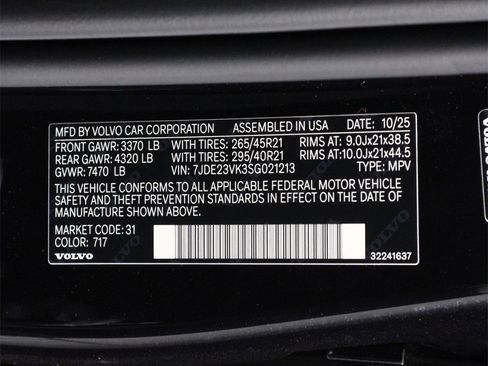 MFD BY VOLVO CAR CORPORATION ASSEMBLED IN USA DATE: 10/25
FRONT GAWR: 3370 LB WITH TIRES: 265/45R21 RIMS AT: 9.0Jx21x38.5
REAR GAWR: 4320 LB WITH TIRES: 295/40R21 RIMS AT:10.0Jx21x44.5
GVWR: 7470 LB VIN: 7JDE23VK3SG021213 TYPE: MPV
THIS VEHICLE CONFORMS TO ALL APPLICABLE FEDERAL MOTOR VEHICLE
SAFETY AND THEFT PREVENTION STANDARDS IN EFFECT ON THE DATE OF
MANUFACTURE SHOWN ABOVE.
MARKET CODE: 31
COLOR: 717
VOLVO 32241637